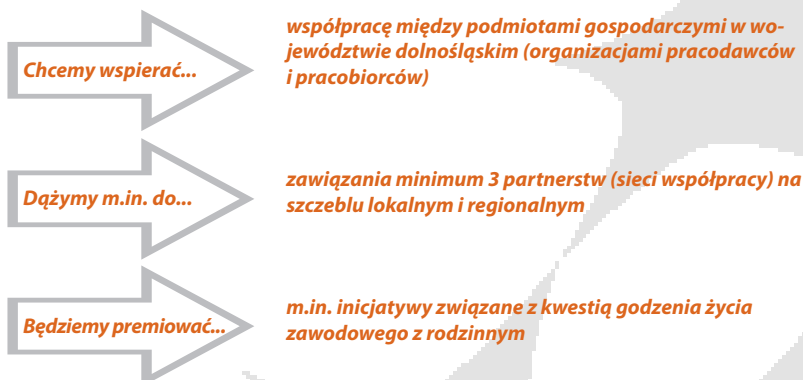 współpracę między podmiotami gospodarczymi w wo-
jewództwie dolnośląskim (organizacjami pracodawców
Chcemy wspierać...
i pracobiorców)
zawiązania minimum 3 partnerstw (sieci współpracy) na
Dążymy m.in. do...
szczeblu lokalnym i regionalnym
m.in. inicjatywy związane z kwestią godzenia życia
Będziemy premiować...
zawodowego z rodzinnym